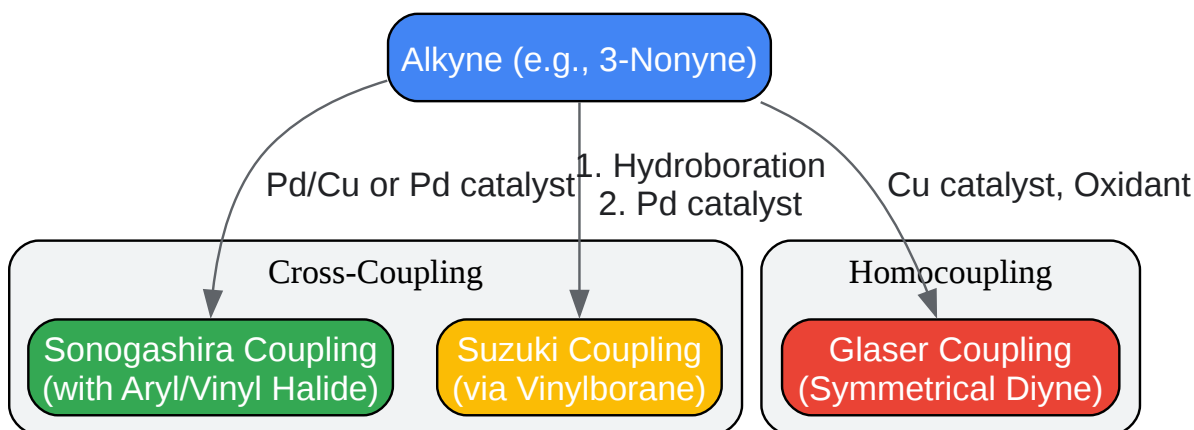 Alkyne (e.g., 3-Nonyne)
Pd/Cu or Pd catalyst
1. Hydroboration
2. Pd catalyst
Cu catalyst, Oxidant
Cross-Coupling
Homocoupling
Sonogashira Coupling
(with Aryl/Vinyl Halide)
Suzuki Coupling
(via Vinylborane)
Glaser Coupling
(Symmetrical Diyne)